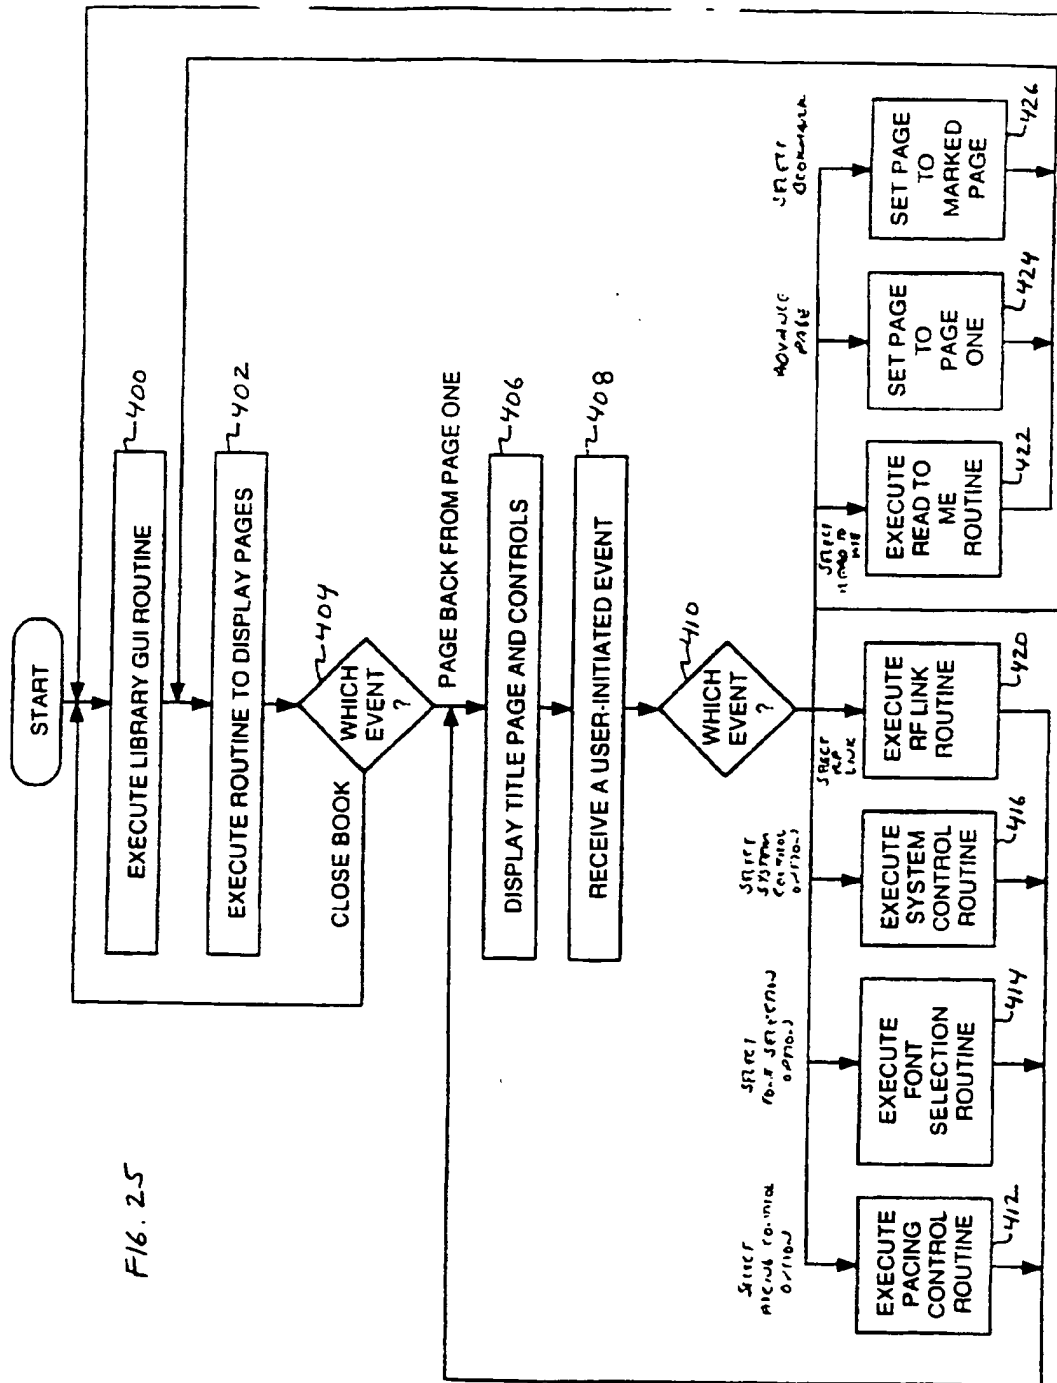 FIG. 25
START
EXECUTE LIBRARY GUI ROUTINE
400
EXECUTE ROUTINE TO DISPLAY PAGES
402
WHICH
EVENT
?
404
CLOSE BOOK
PAGE BACK FROM PAGE ONE
DISPLAY TITLE PAGE AND CONTROLS
406
RECEIVE A USER-INITIATED EVENT
408
WHICH
EVENT
?
410
SELECT
PACING CONTROL
OPTION
EXECUTE
PACING
CONTROL
ROUTINE
412
SELECT
FONT SELECTION
OPTION
EXECUTE
FONT
SELECTION
ROUTINE
414
SELECT
SYSTEM
CONTROL
OPTION
EXECUTE
SYSTEM
CONTROL
ROUTINE
416
SELECT
RF
LINK
EXECUTE
RF LINK
ROUTINE
420
SELECT
READ TO
ME
EXECUTE
READ TO
ME
ROUTINE
422
ADVANCE
PAGE
SET PAGE
TO
PAGE
ONE
424
SELECT
BOOKMARK
SET PAGE
TO
MARKED
PAGE
426